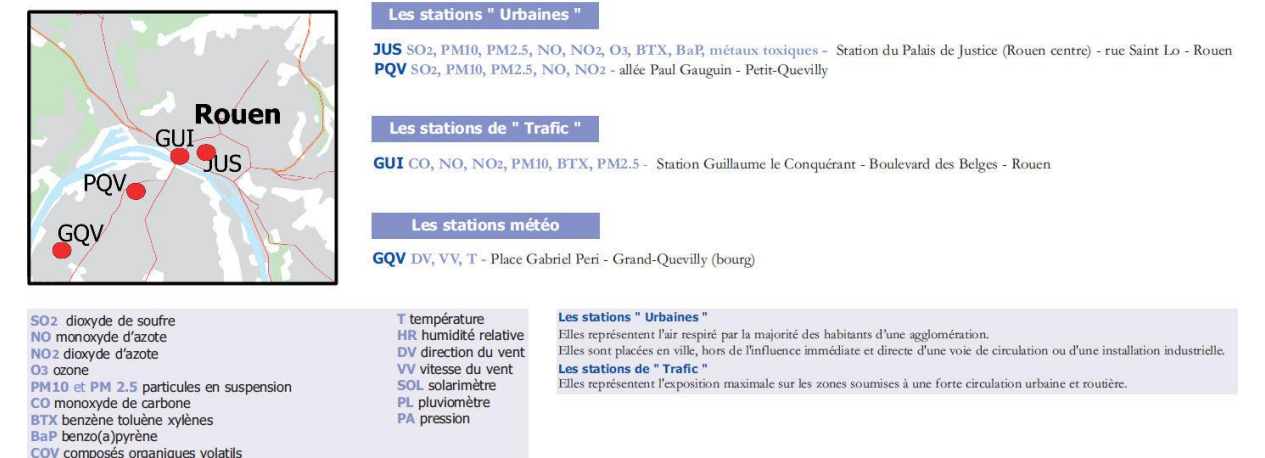 Rouen
GUI
JUS
PQV
GQV
Les stations " Urbaines "
JUS SO2, PM10, PM2.5, NO, NO2, O3, BTX, BaP, métaux toxiques - Station du Palais de Justice (Rouen centre) - rue Saint Lo - Rouen
PQV SO2, PM10, PM2.5, NO, NO2 - allée Paul Gauguin - Petit-Quevilly
Les stations de " Trafic "
GUI CO, NO, NO2, PM10, BTX, PM2.5 - Station Guillaume le Conquérant - Boulevard des Belges - Rouen
Les stations météo
GQV DV, VV, T - Place Gabriel Peri - Grand-Quevilly (bourg)
SO2 dioxyde de soufre
NO monoxyde d'azote
NO2 dioxyde d'azote
O3 ozone
PM10 et PM 2.5 particules en suspension
CO monoxyde de carbone
BTX benzène toluène xylènes
BaP benzo(a)pyrène
COV composés organiques volatils
T température
HR humidité relative
DV direction du vent
VV vitesse du vent
SOL solarimètre
PL pluviomètre
PA pression
Les stations " Urbaines "
Elles représentent l'air respiré par la majorité des habitants d'une agglomération.
Elles sont placées en ville, hors de l'influence immédiate et directe d'une voie de circulation ou d'une installation industrielle.
Les stations de " Trafic "
Elles représentent l'exposition maximale sur les zones soumises à une forte circulation urbaine et routière.